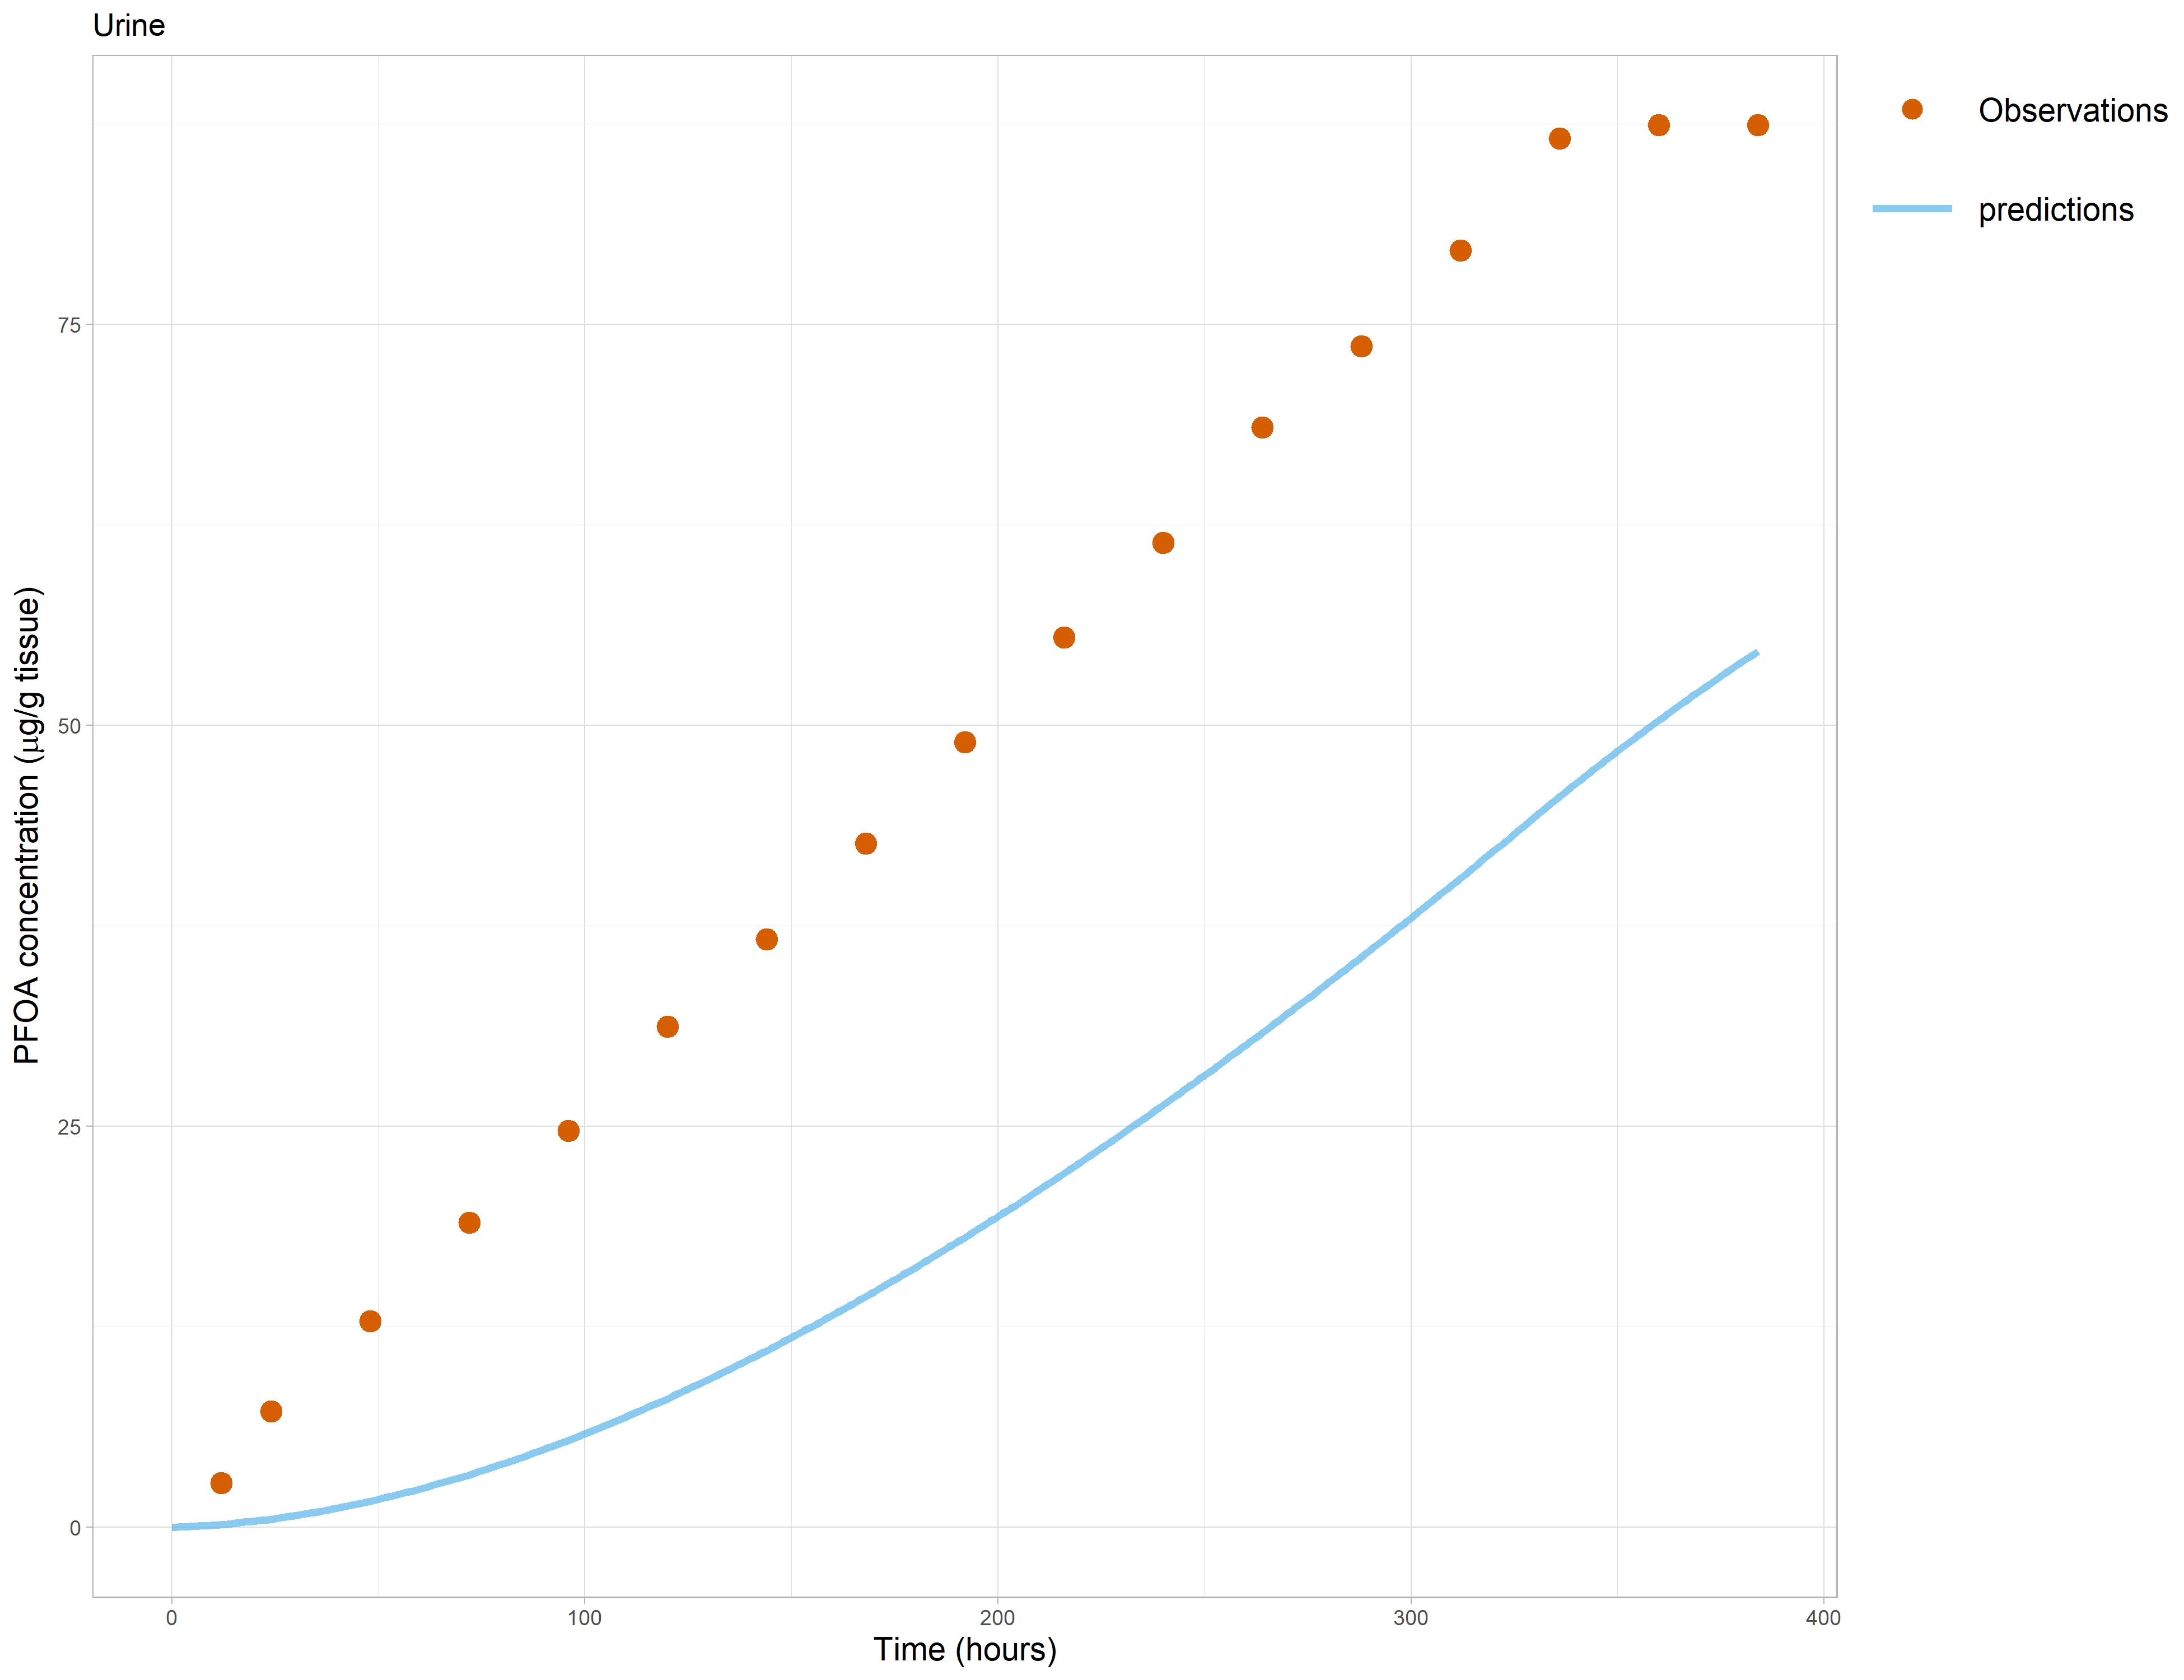 Urine
PFOA concentration (μg/g tissue)
75
50
25
0
0 100 200 300 400
Time (hours)
Observations
predictions